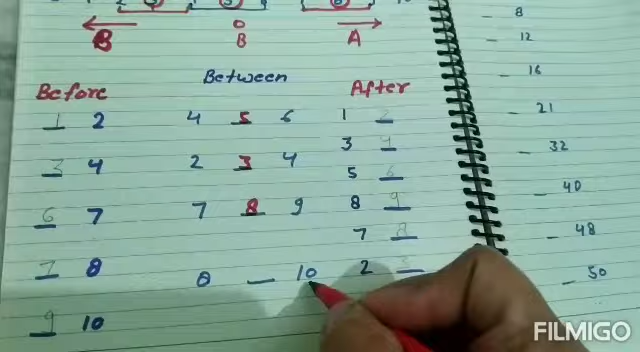 B B A
Before Between After
1 2 4 5 6 1 2
3 4
3 4 2 3 4 5 6
6 7 7 8 9 8 9
7 8
7 8 8 _ 10 2 3
9 10
_ 8
_ 12
_ 16
_ 21
_ 32
_ 40
_ 48
_ 50
FILMIGO